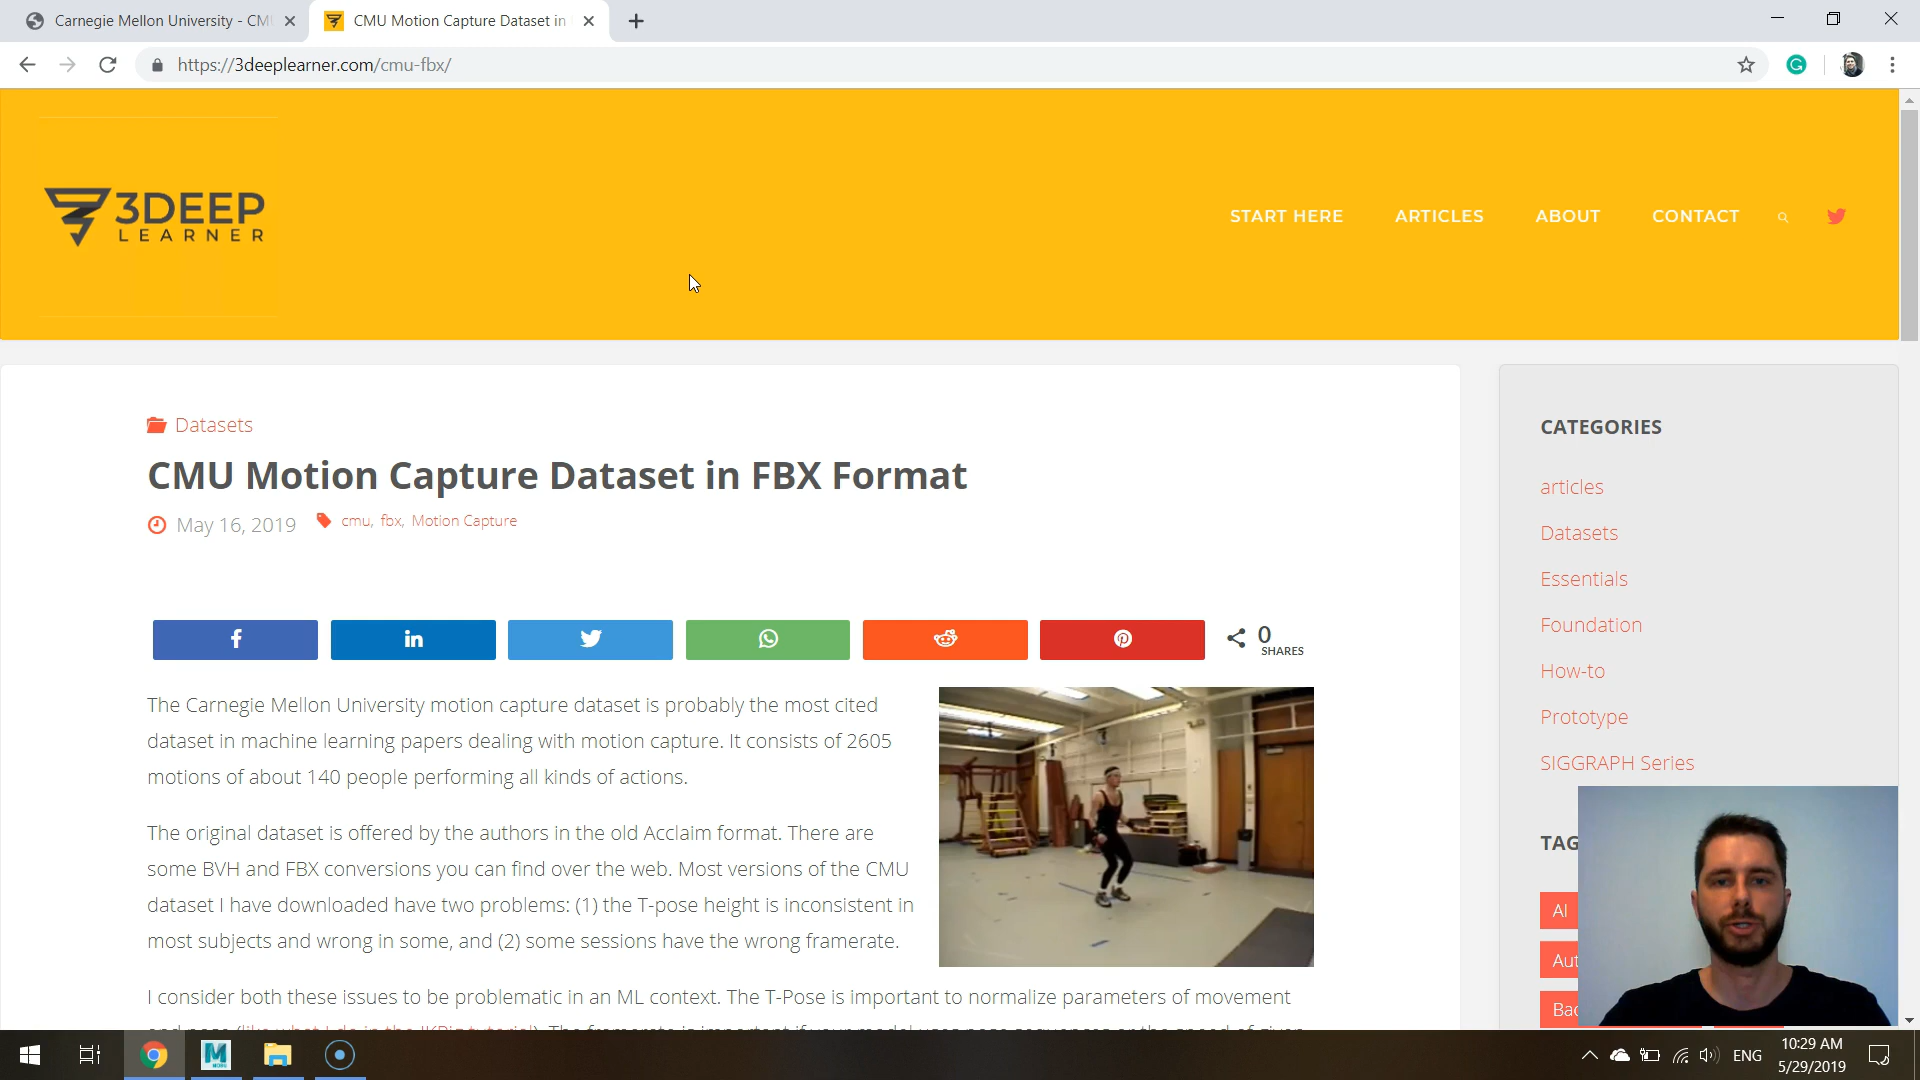 Carnegie Mellon University - CM
CMU Motion Capture Dataset in
https://3deeplearner.com/cmu-fbx/
3DEEP
LEARNER
START HERE
ARTICLES
ABOUT
CONTACT
Datasets
CMU Motion Capture Dataset in FBX Format
May 16, 2019
cmu, fbx, Motion Capture
0
SHARES
The Carnegie Mellon University motion capture dataset is probably the most cited
dataset in machine learning papers dealing with motion capture. It consists of 2605
motions of about 140 people performing all kinds of actions.
The original dataset is offered by the authors in the old Acclaim format. There are
some BVH and FBX conversions you can find over the web. Most versions of the CMU
dataset I have downloaded have two problems: (1) the T-pose height is inconsistent in
most subjects and wrong in some, and (2) some sessions have the wrong framerate.
I consider both these issues to be problematic in an ML context. The T-Pose is important to normalize parameters of movement
CATEGORIES
articles
Datasets
Essentials
Foundation
How-to
Prototype
SIGGRAPH Series
TAG
AI
Aut
Bac
ENG
10:29 AM
5/29/2019